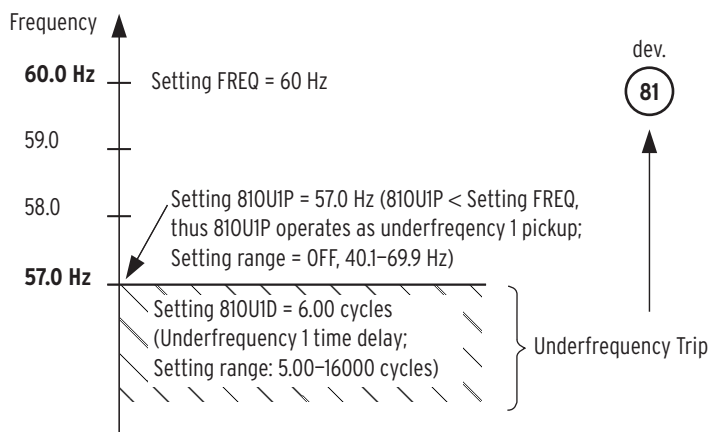 Frequency
dev.
60.0 Hz
Setting FREQ = 60 Hz
81
59.0
58.0
Setting 81OU1P = 57.0 Hz (81OU1P < Setting FREQ,
thus 81OU1P operates as underfreqency 1 pickup;
Setting range = OFF, 40.1–69.9 Hz)
57.0 Hz
Setting 81OU1D = 6.00 cycles
(Underfrequency 1 time delay;
Setting range: 5.00–16000 cycles)
Underfrequency Trip